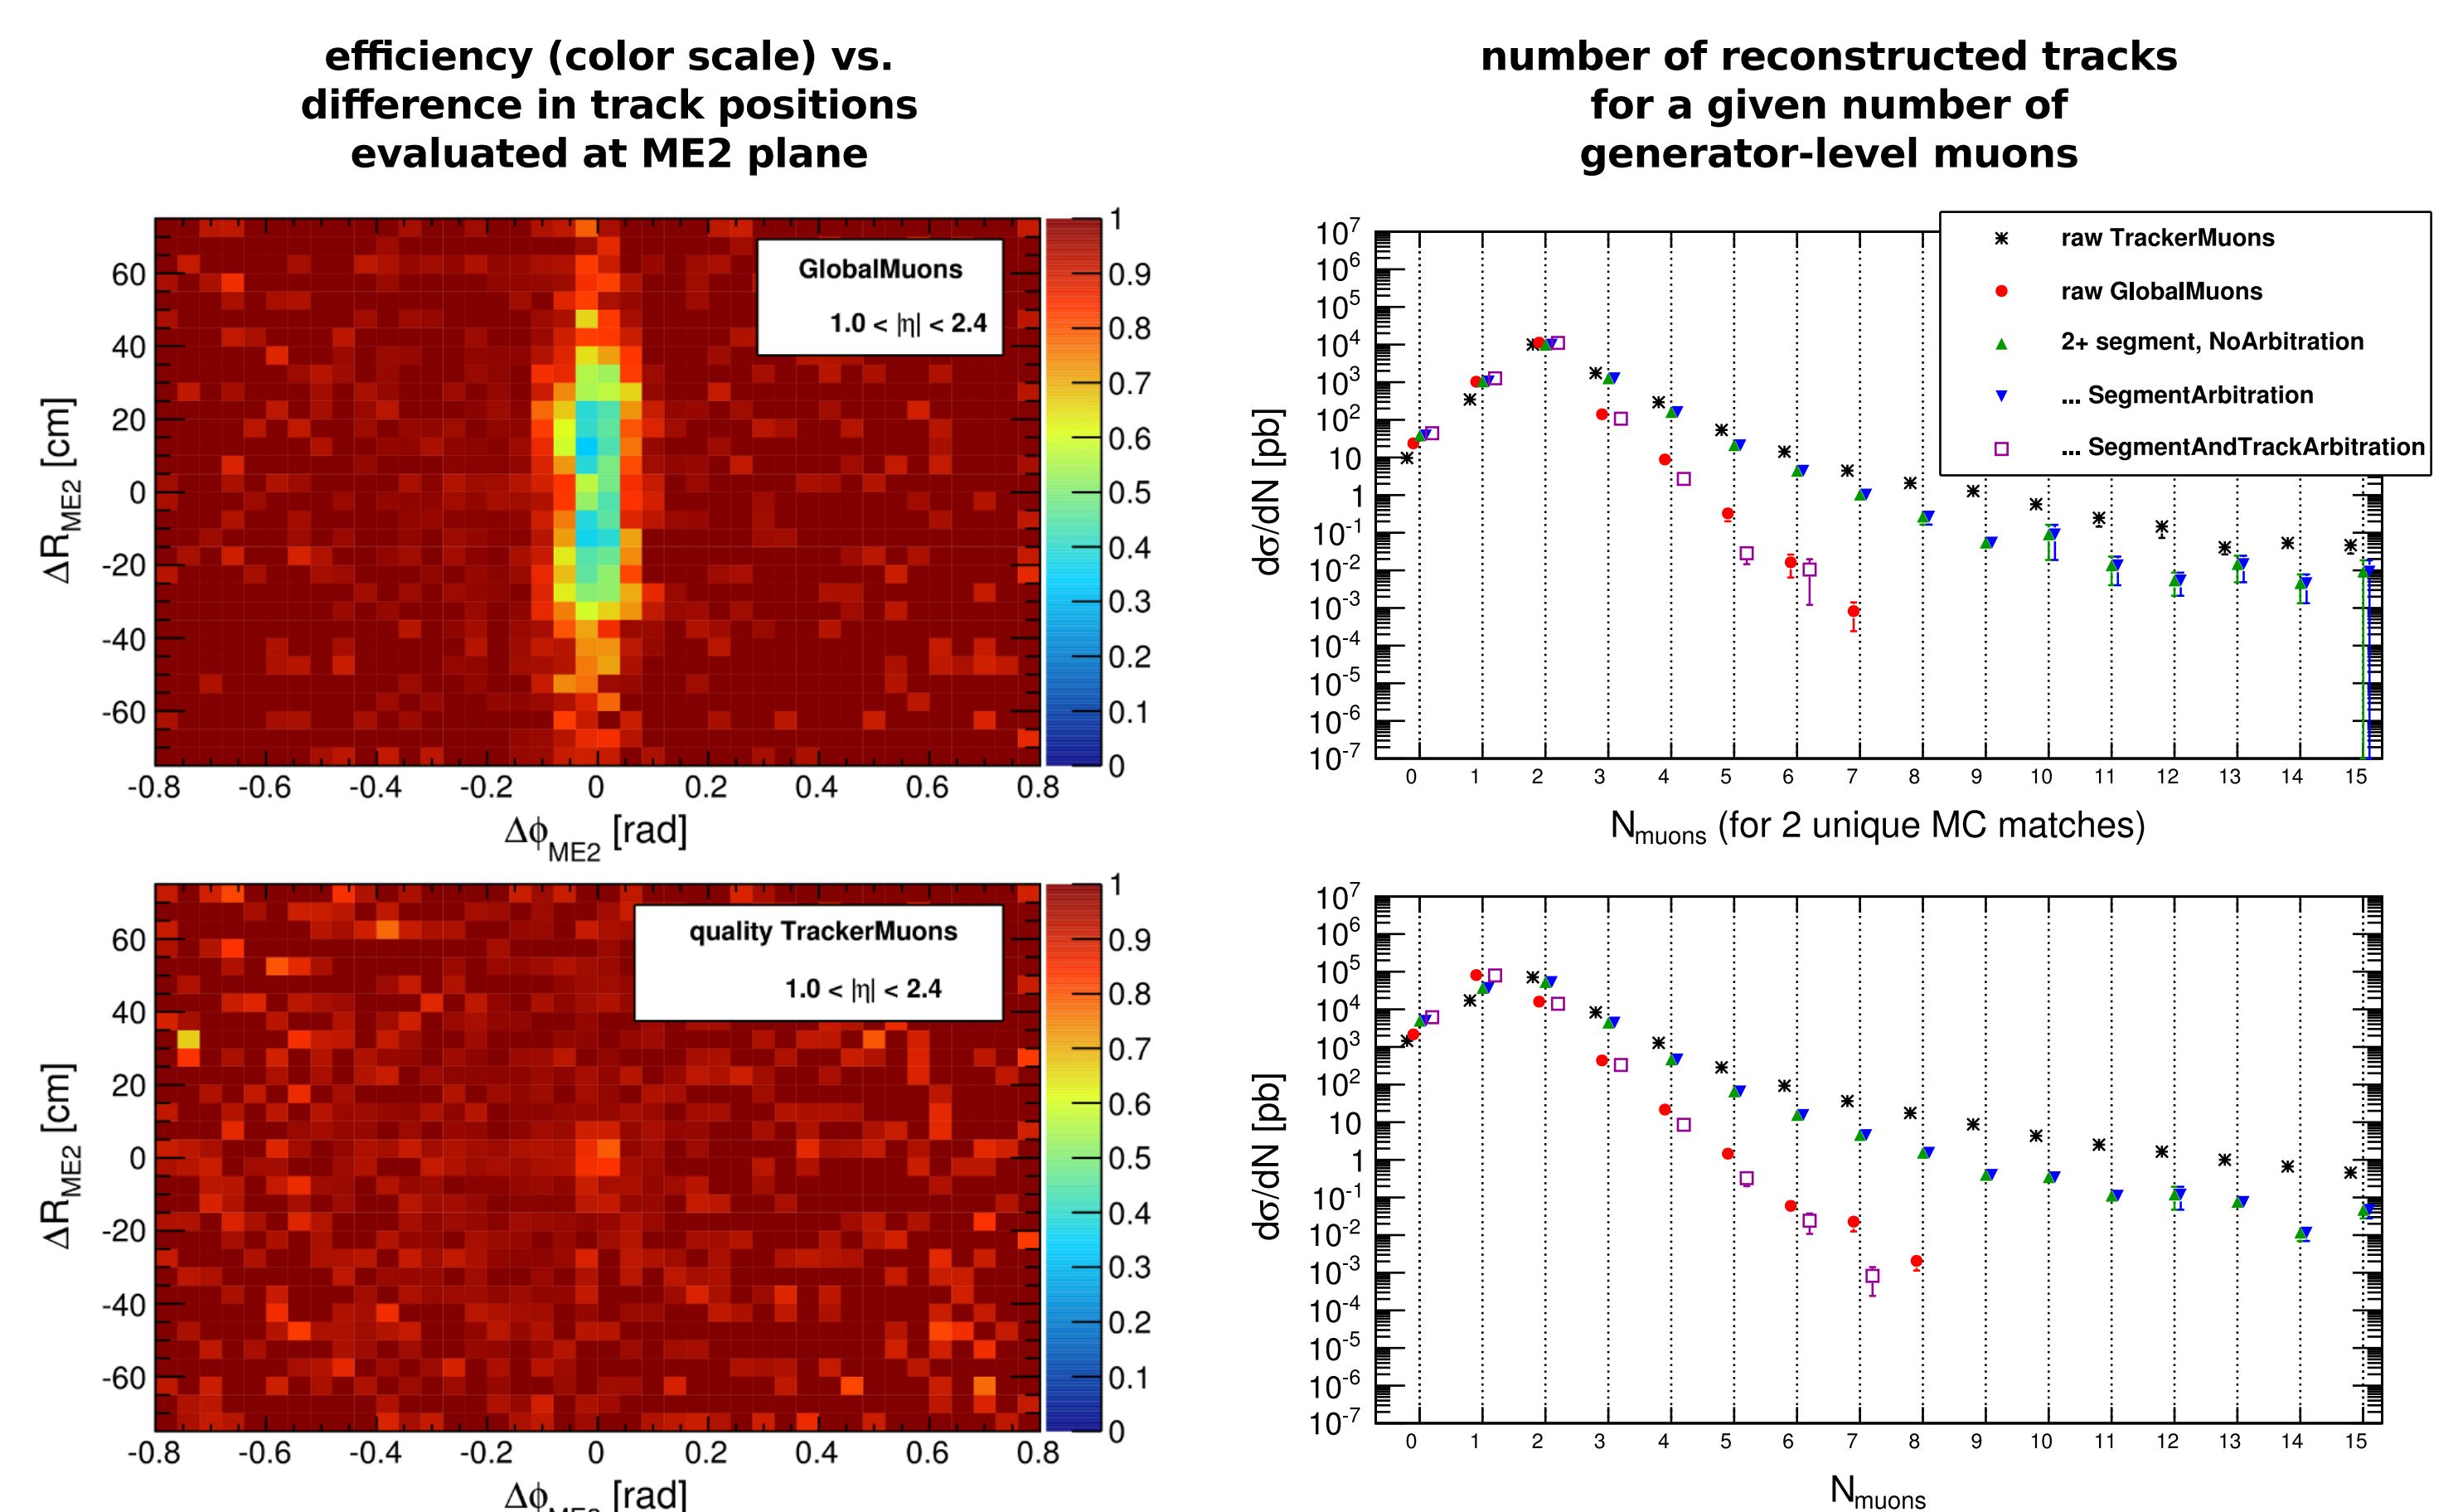 efficiency (color scale) vs.
difference in track positions
evaluated at ME2 plane
GlobalMuons
1.0 < |η| < 2.4
60
40
20
0
-20
-40
-60
ΔR_ME2 [cm]
-0.8 -0.6 -0.4 -0.2 0 0.2 0.4 0.6 0.8
Δϕ_ME2 [rad]
1
0.9
0.8
0.7
0.6
0.5
0.4
0.3
0.2
0.1
0
quality TrackerMuons
1.0 < |η| < 2.4
60
40
20
0
-20
-40
-60
ΔR_ME2 [cm]
-0.8 -0.6 -0.4 -0.2 0 0.2 0.4 0.6 0.8
Δϕ_ME2 [rad]
1
0.9
0.8
0.7
0.6
0.5
0.4
0.3
0.2
0.1
0
number of reconstructed tracks
for a given number of
generator-level muons
raw TrackerMuons
raw GlobalMuons
2+ segment, NoArbitration
... SegmentArbitration
... SegmentAndTrackArbitration
10^7
10^6
10^5
10^4
10^3
10^2
10
1
10^-1
10^-2
10^-3
10^-4
10^-5
10^-6
10^-7
dσ/dN [pb]
0 1 2 3 4 5 6 7 8 9 10 11 12 13 14 15
N_muons (for 2 unique MC matches)
10^7
10^6
10^5
10^4
10^3
10^2
10
1
10^-1
10^-2
10^-3
10^-4
10^-5
10^-6
10^-7
dσ/dN [pb]
0 1 2 3 4 5 6 7 8 9 10 11 12 13 14 15
N_muons